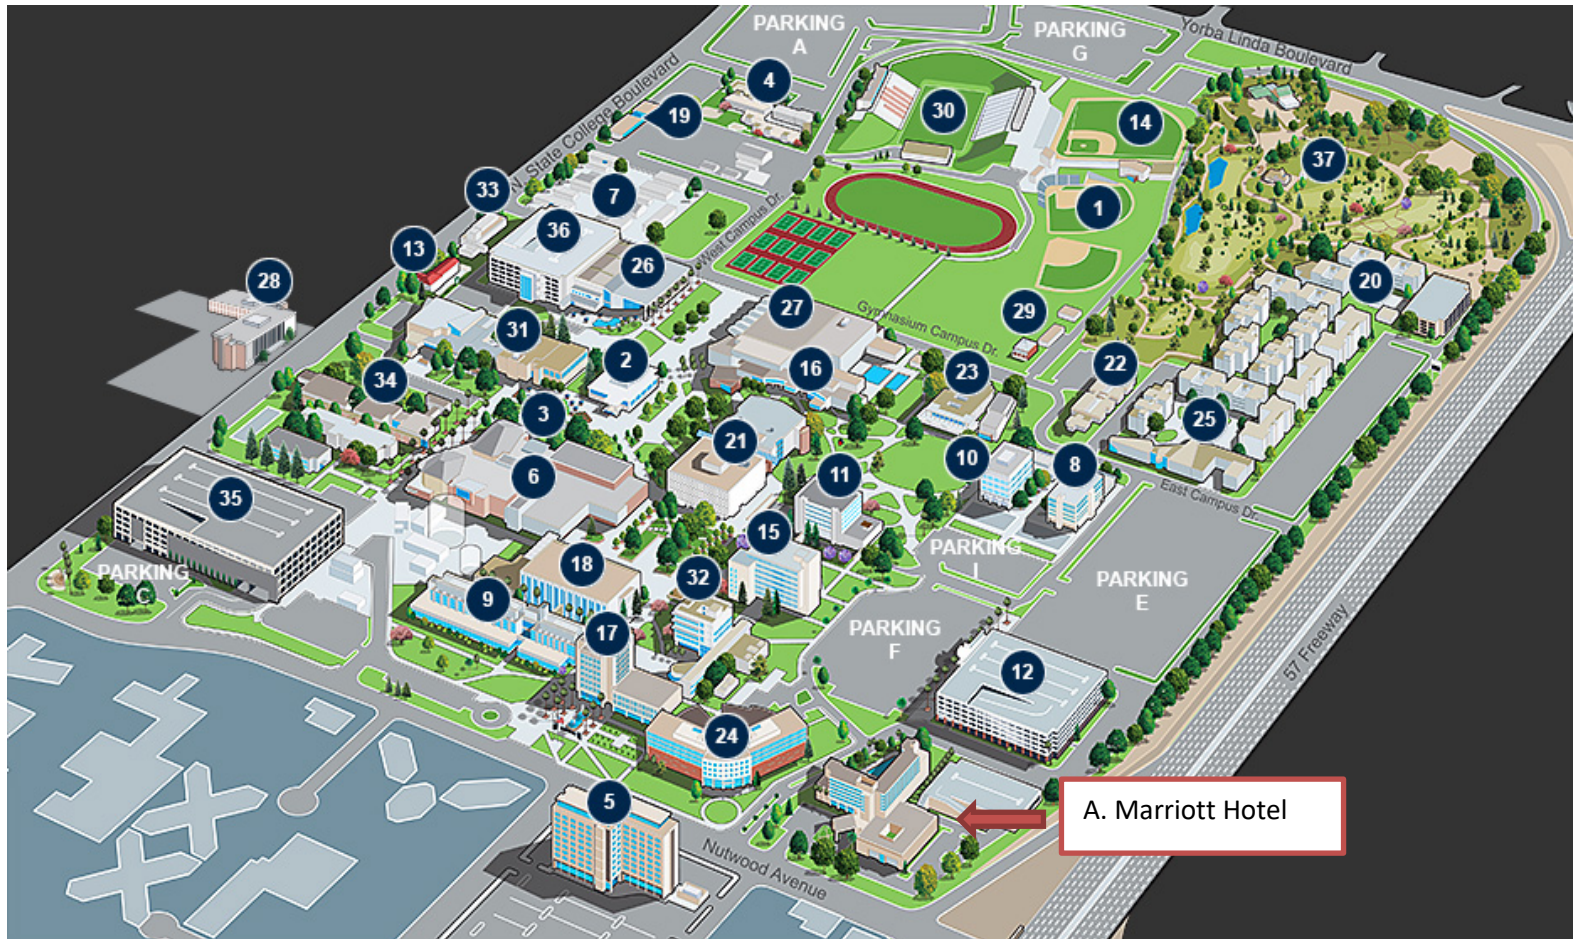 PARKING
A
PARKING
G
Yorba Linda Boulevard
4
19
N. State College Boulevard
30
14
37
33
7
1
36
West Campus Dr.
13
26
28
20
27
29
Gymnasium Campus Dr.
31
2
16
23
22
34
3
21
25
6
11
10
8
East Campus Dr.
35
15
PARKING
I
18
32
PARKING
E
PARKING
C
9
17
PARKING
F
12
57 Freeway
24
5
A. Marriott Hotel
Nutwood Avenue